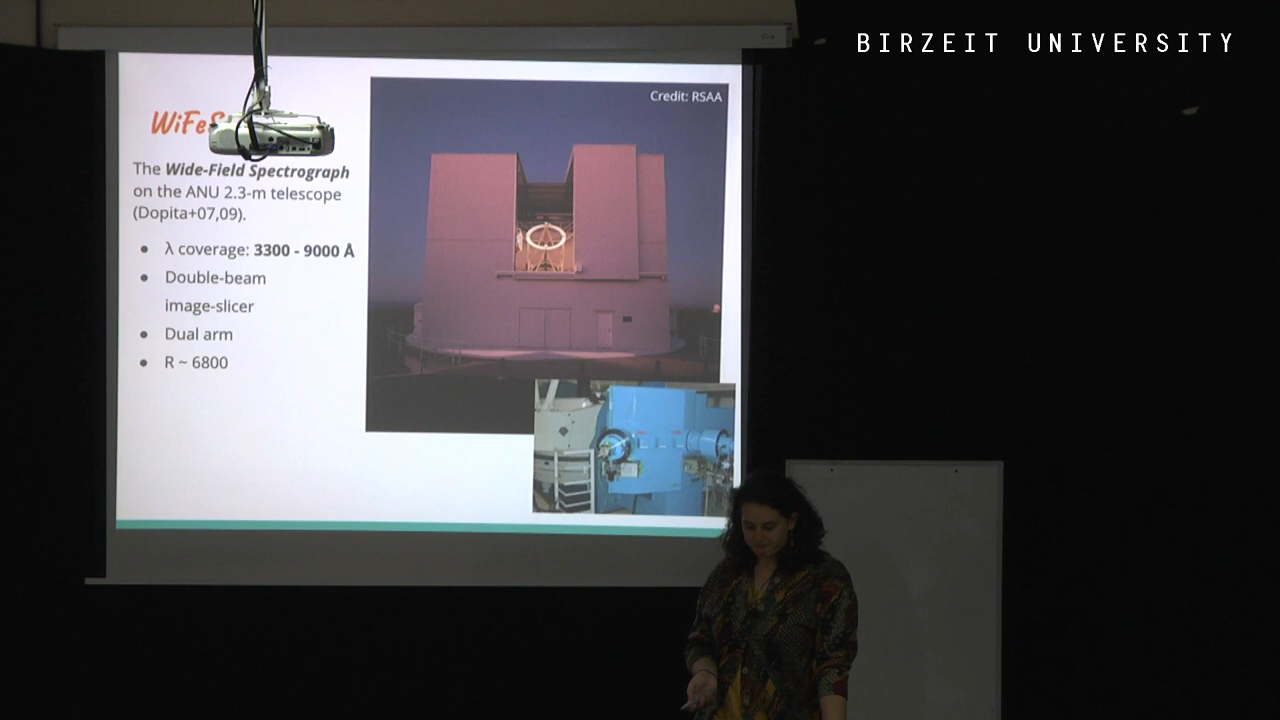 BIRZEIT UNIVERSITY
Credit: RSAA
WiFeS
The Wide-Field Spectrograph
on the ANU 2.3-m telescope
(Dopita+07,09).
● λ coverage: 3300 - 9000 Å
● Double-beam
image-slicer
● Dual arm
● R ~ 6800